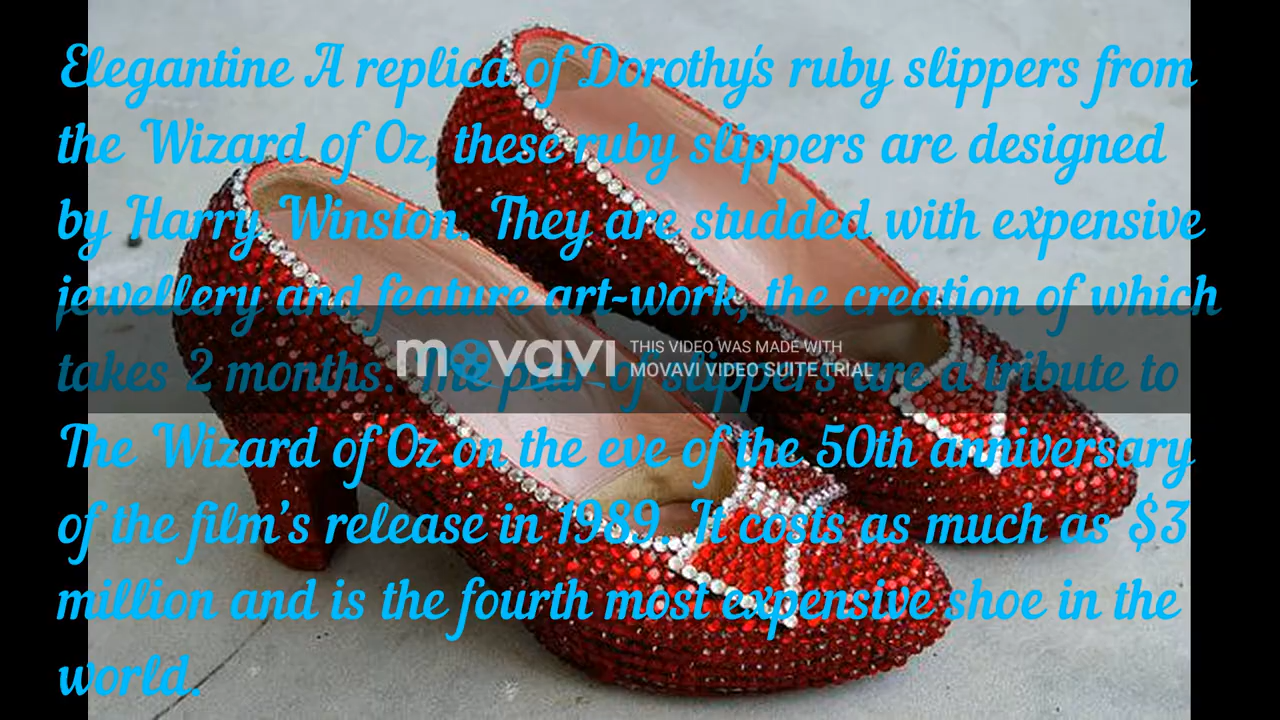 Elegantine A replica of Dorothy's ruby slippers from
the Wizard of Oz, these ruby slippers are designed
by Harry Winston. They are studded with expensive
jewellery and feature art-work, the creation of which
takes 2 months. The pair of slippers are a tribute to
movavi
THIS VIDEO WAS MADE WITH
MOVAVI VIDEO SUITE TRIAL
The Wizard of Oz on the eve of the 50th anniversary
of the film's release in 1989. It costs as much as $3
million and is the fourth most expensive shoe in the
world.